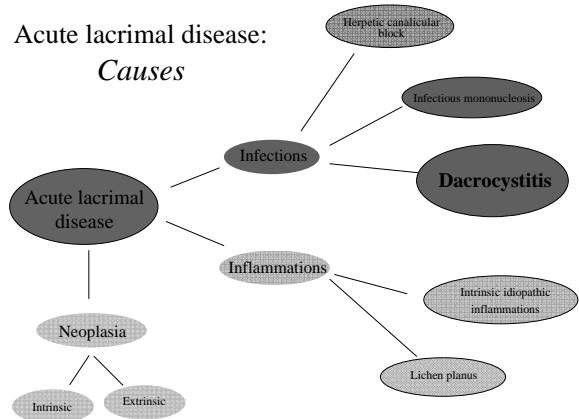 Acute lacrimal disease:
Causes
Herpetic canalicular
block
Infectious mononucleosis
Infections
Dacrocystitis
Acute lacrimal
disease
Inflammations
Intrinsic idiopathic
inflammations
Lichen planus
Neoplasia
Intrinsic
Extrinsic